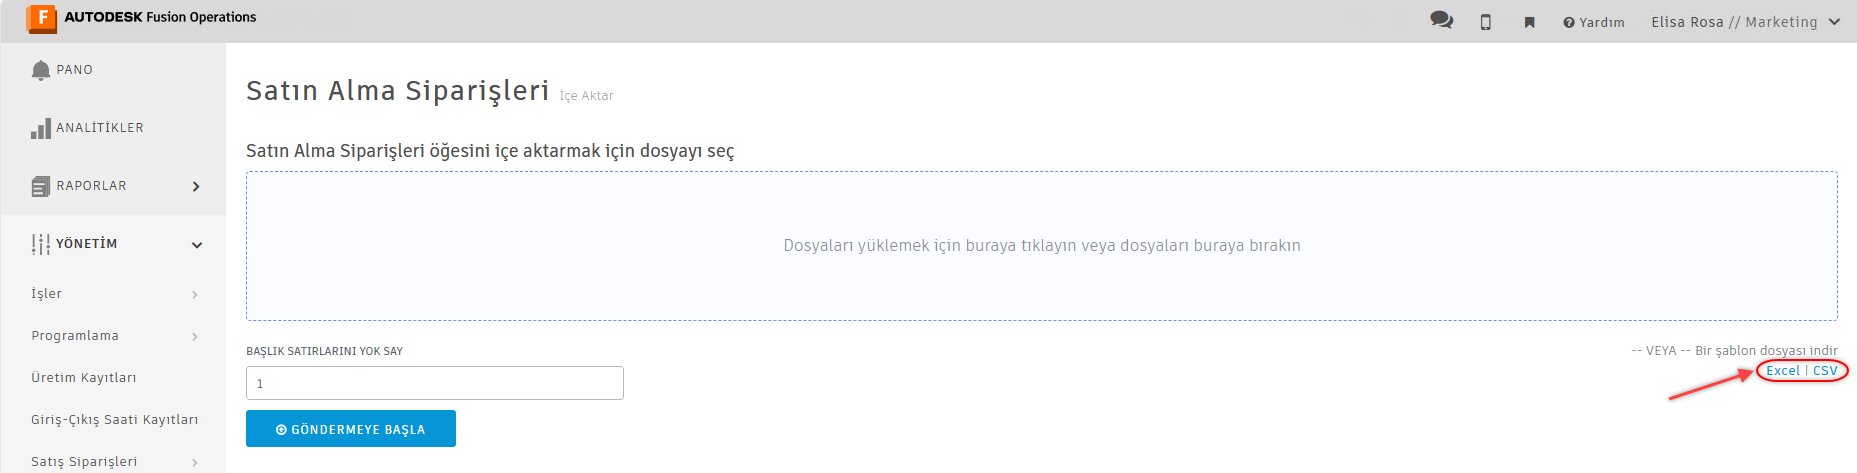 F AUTODESK Fusion Operations
Yardım
Elisa Rosa // Marketing
PANO
ANALİTİKLER
RAPORLAR
YÖNETİM
İşler
Programlama
Üretim Kayıtları
Giriş-Çıkış Saati Kayıtları
Satış Siparişleri
Satın Alma Siparişleri İçe Aktar
Satın Alma Siparişleri öğesini içe aktarmak için dosyayı seç
Dosyaları yüklemek için buraya tıklayın veya dosyaları buraya bırakın
BAŞLIK SATIRLARINI YOK SAY
1
GÖNDERMEYE BAŞLA
-- VEYA -- Bir şablon dosyası indir
Excel | CSV